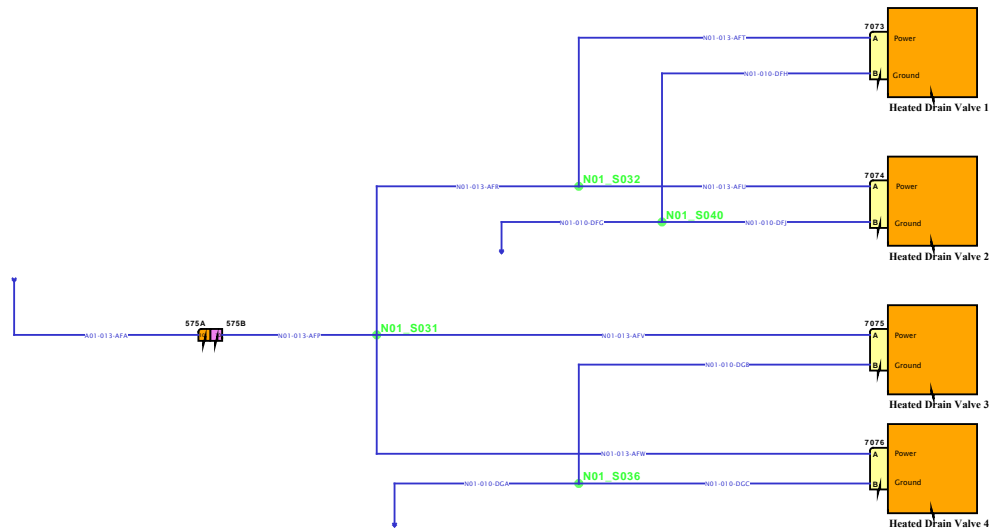 7073
N01-013-AFT
A
Power
N01-010-DFH
B
Ground
Heated Drain Valve 1
7074
N01_S032
N01-013-AFR
N01-013-AFU
A
Power
N01_S040
N01-010-DFG
N01-010-DFJ
B
Ground
Heated Drain Valve 2
575A
575B
7075
N01_S031
A01-013-AFA
N01-013-AFP
N01-013-AFV
A
Power
N01-010-DGB
B
Ground
Heated Drain Valve 3
7076
N01-013-AFW
A
Power
N01_S036
N01-010-DGA
N01-010-DGC
B
Ground
Heated Drain Valve 4